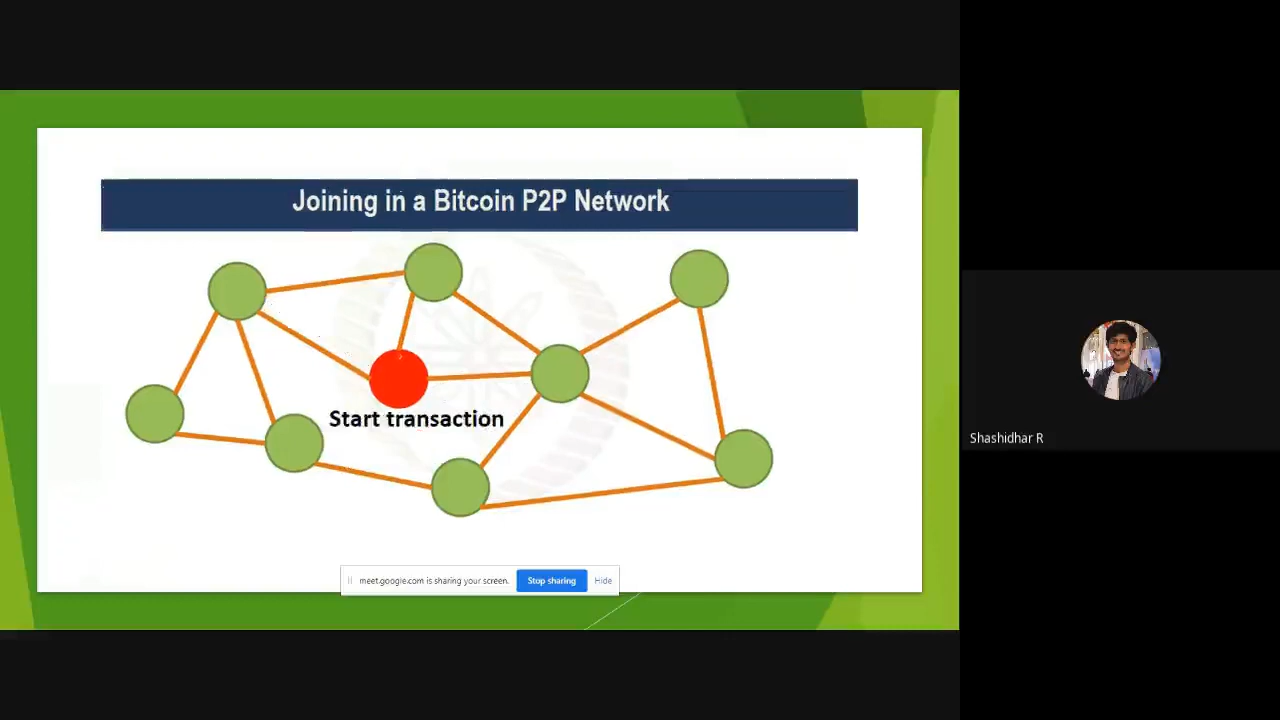 Joining in a Bitcoin P2P Network
Start transaction
meet.google.com is sharing your screen.
Stop sharing
Hide
Shashidhar R